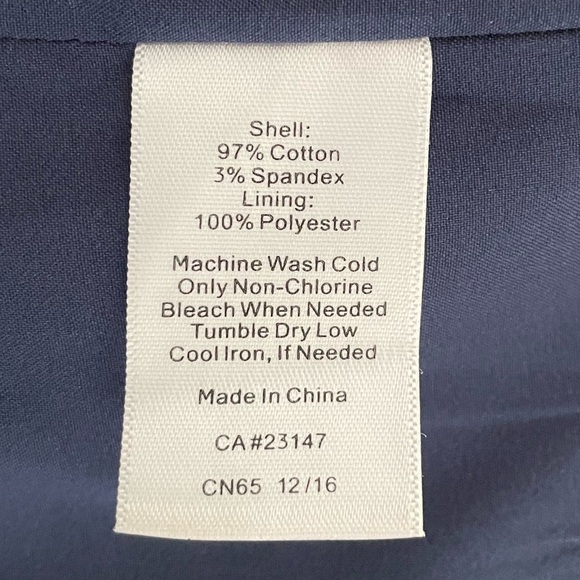 Shell:
97% Cotton
3% Spandex
Lining:
100% Polyester
Machine Wash Cold
Only Non-Chlorine
Bleach When Needed
Tumble Dry Low
Cool Iron, If Needed
Made In China
CA#23147
CN65 12/16